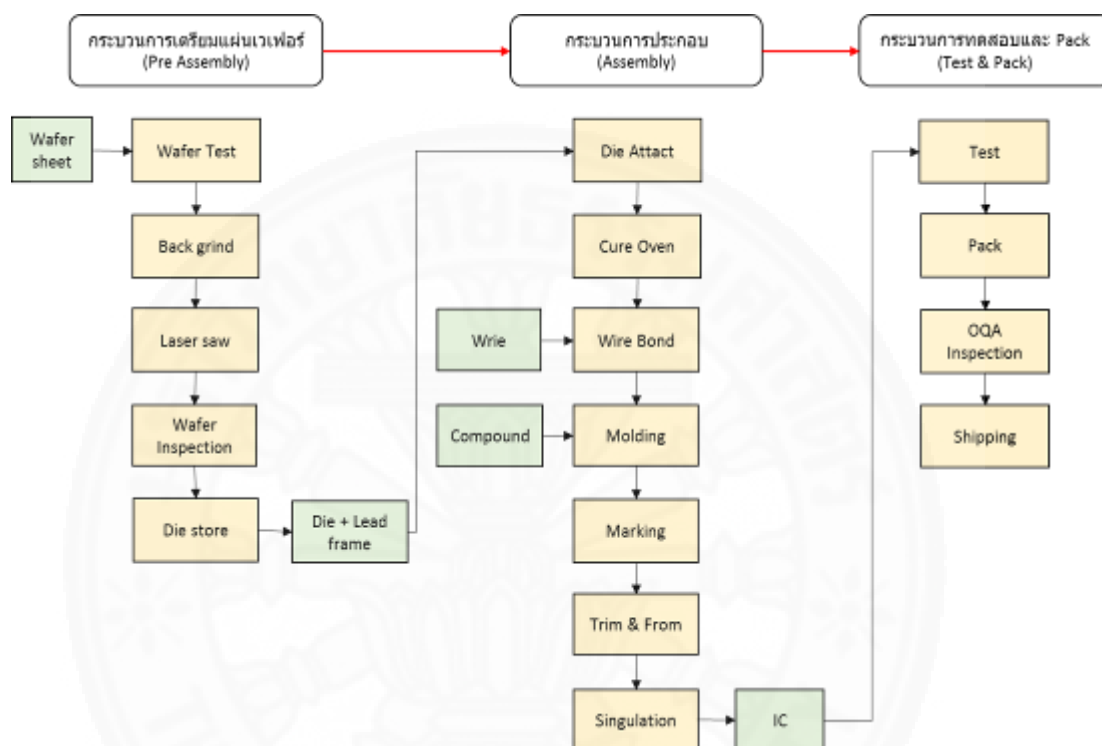 กระบวนการเตรียมแผ่นเวเฟอร์
(Pre Assembly)
กระบวนการประกอบ
(Assembly)
กระบวนการทดสอบและ Pack
(Test & Pack)
Wafer
sheet
Wafer Test
Back grind
Laser saw
Wafer
Inspection
Die store
Die + Lead
frame
Die Attact
Cure Oven
Wrie
Wire Bond
Compound
Molding
Marking
Trim & From
Singulation
IC
Test
Pack
OQA
Inspection
Shipping